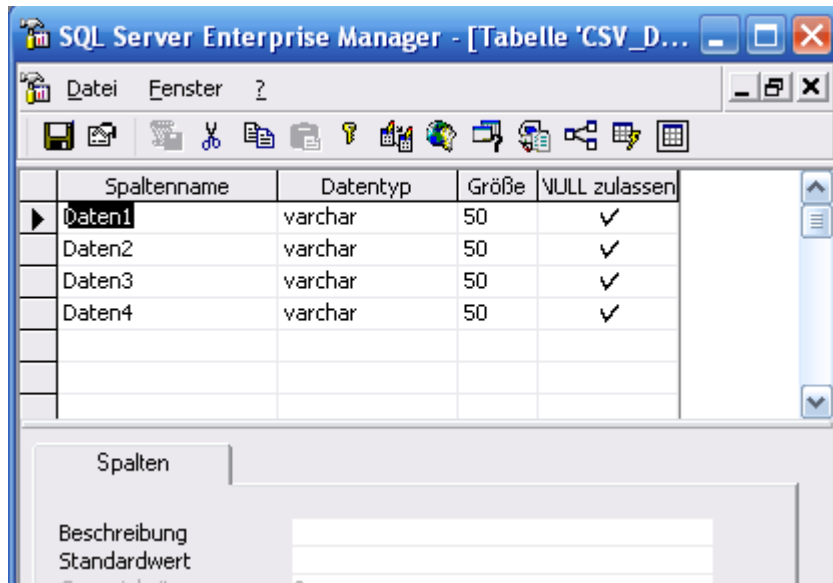 SQL Server Enterprise Manager - [Tabelle 'CSV_D...
Datei Fenster ?
Spaltenname Datentyp Größe NULL zulassen
Daten1 varchar 50
Daten2 varchar 50
Daten3 varchar 50
Daten4 varchar 50
Spalten
Beschreibung
Standardwert